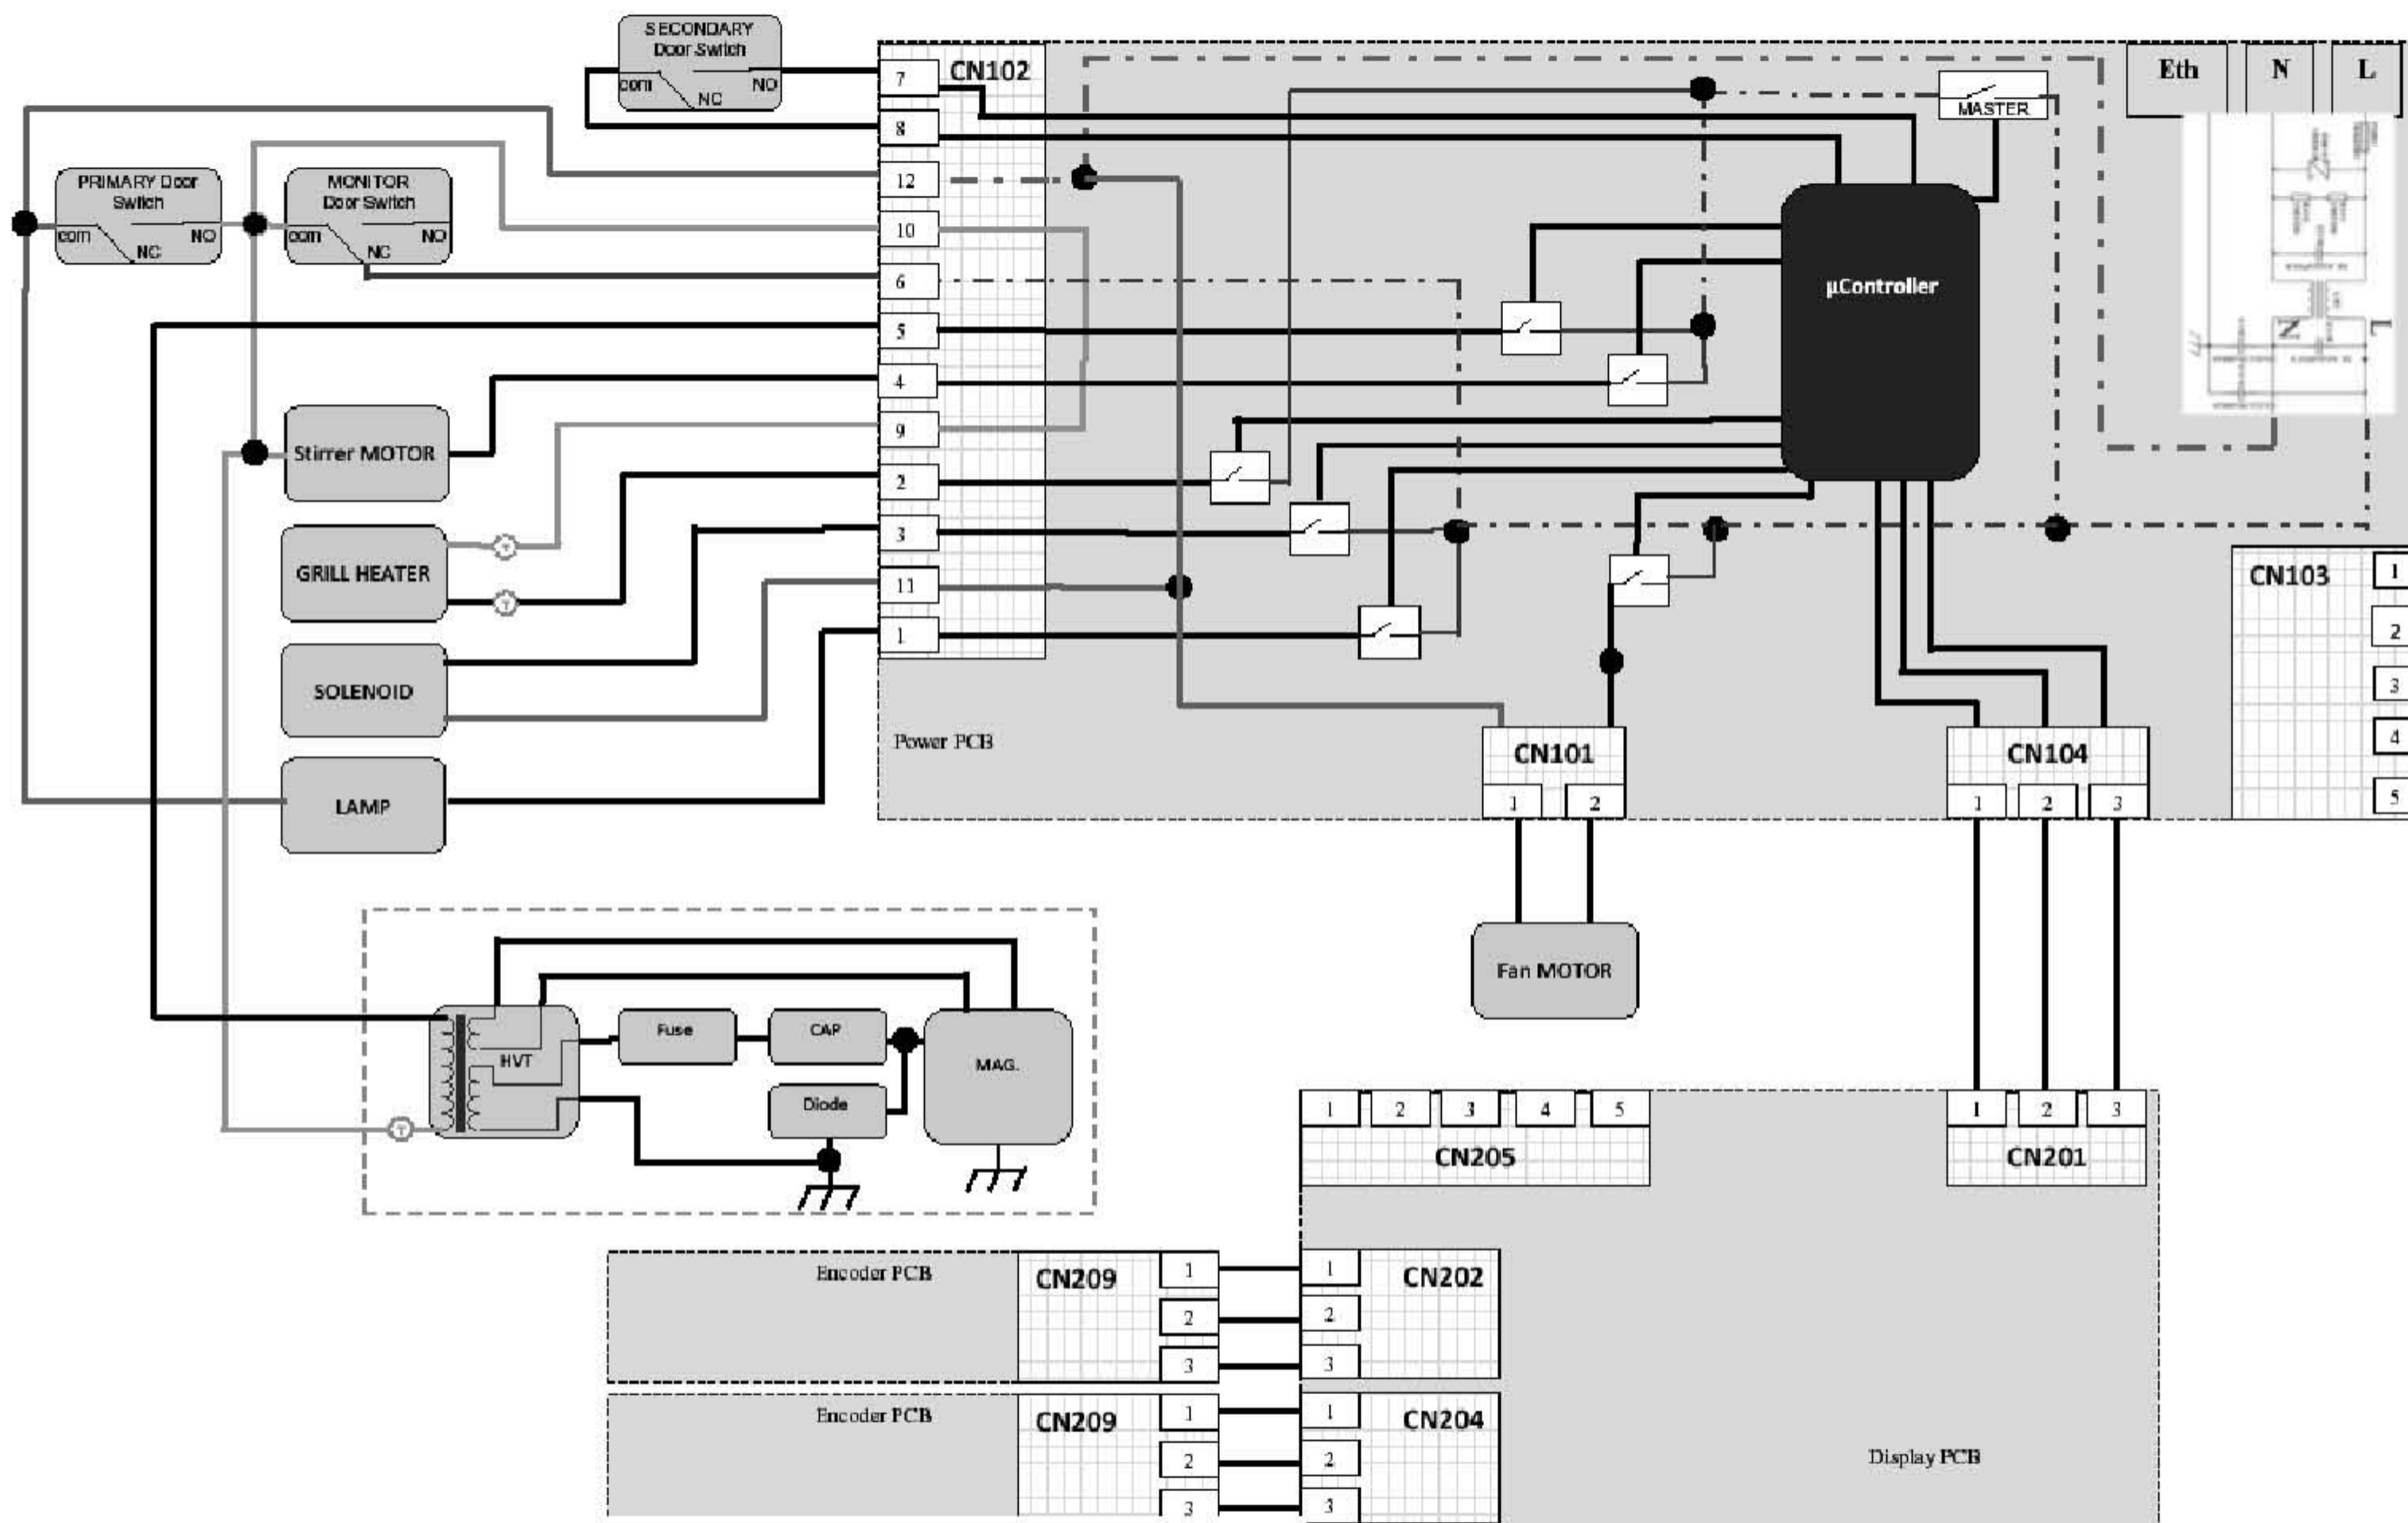 SECONDARY
Door Switch
com
NC
NO
PRIMARY Door
Switch
com
NC
NO
MONITOR
Door Switch
com
NC
NO
Stirrer MOTOR
GRILL HEATER
T
T
SOLENOID
LAMP
CN102
7
8
12
10
6
5
4
9
2
3
11
1
MASTER
Eth
N
L
N
L
µController
Power PCB
CN101
1
2
CN104
1
2
3
CN103
1
2
3
4
5
Fan MOTOR
HVT
T
Fuse
CAP
Diode
MAG.
1
2
3
4
5
CN205
1
2
3
CN201
Encoder PCB
CN209
1
2
3
1
2
3
CN202
Encoder PCB
CN209
1
2
3
1
2
3
CN204
Display PCB